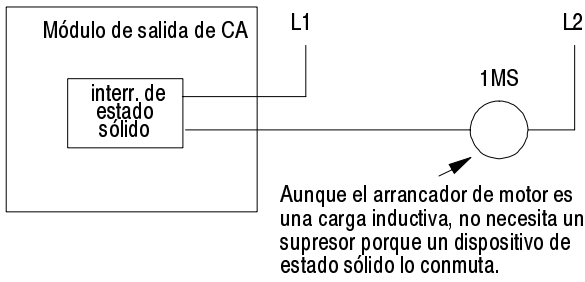 Módulo de salida de CA
L1
L2
interr. de
estado
sólido
1MS
Aunque el arrancador de motor es
una carga inductiva, no necesita un
supresor porque un dispositivo de
estado sólido lo conmuta.